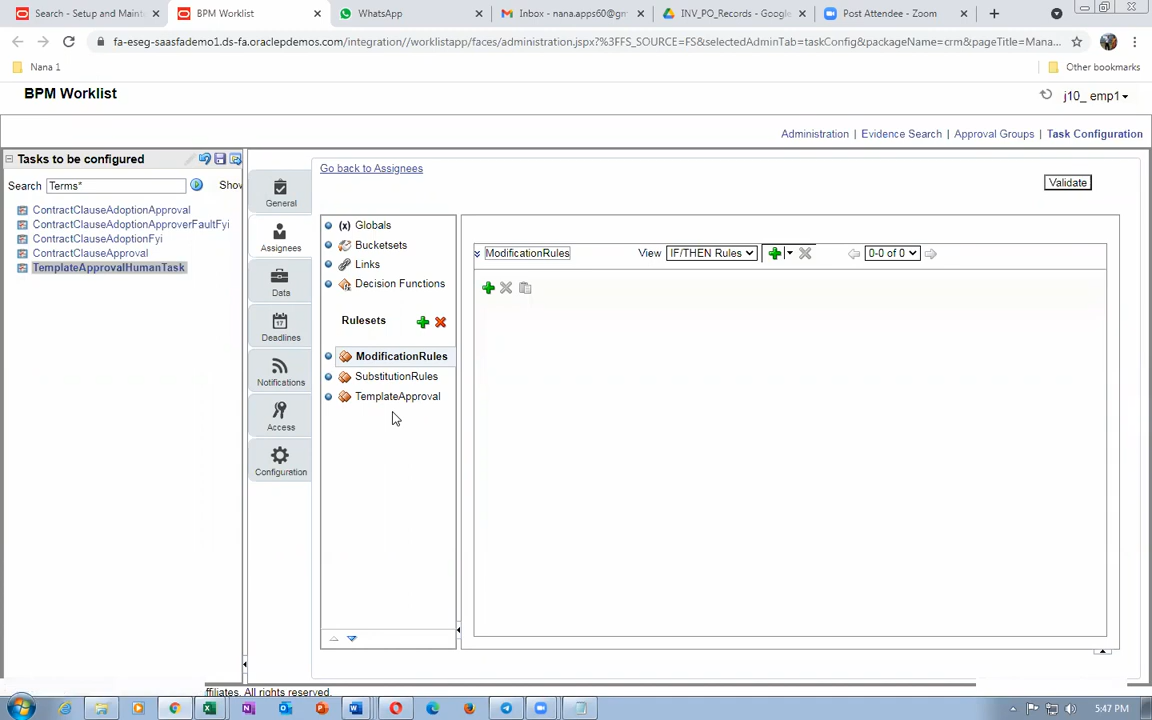 Search - Setup and Maint
BPM Worklist
WhatsApp
Inbox - nana.apps60@gm
INV_PO_Records - Google
Post Attendee - Zoom
fa-eseg-saasfademo1.ds-fa.oraclepdemos.com/integration//worklistapp/faces/administration.jspx?%3FFS_SOURCE=FS&selectedAdminTab=taskConfig&packageName=crm&pageTitle=Mana...
Nana 1
Other bookmarks
BPM Worklist
j10_ emp1
Administration | Evidence Search | Approval Groups | Task Configuration
Tasks to be configured
Search Terms* Show
ContractClauseAdoptionApproval
ContractClauseAdoptionApproverFaultFyi
ContractClauseAdoptionFyi
ContractClauseApproval
TemplateApprovalHumanTask
General
Assignees
Data
17
Deadlines
Notifications
Access
Configuration
Go back to Assignees
Validate
(x) Globals
Bucketsets
Links
Decision Functions
Rulesets
ModificationRules
SubstitutionRules
TemplateApproval
ModificationRules
View IF/THEN Rules
0-0 of 0
ffiliates. All rights reserved.
5:47 PM